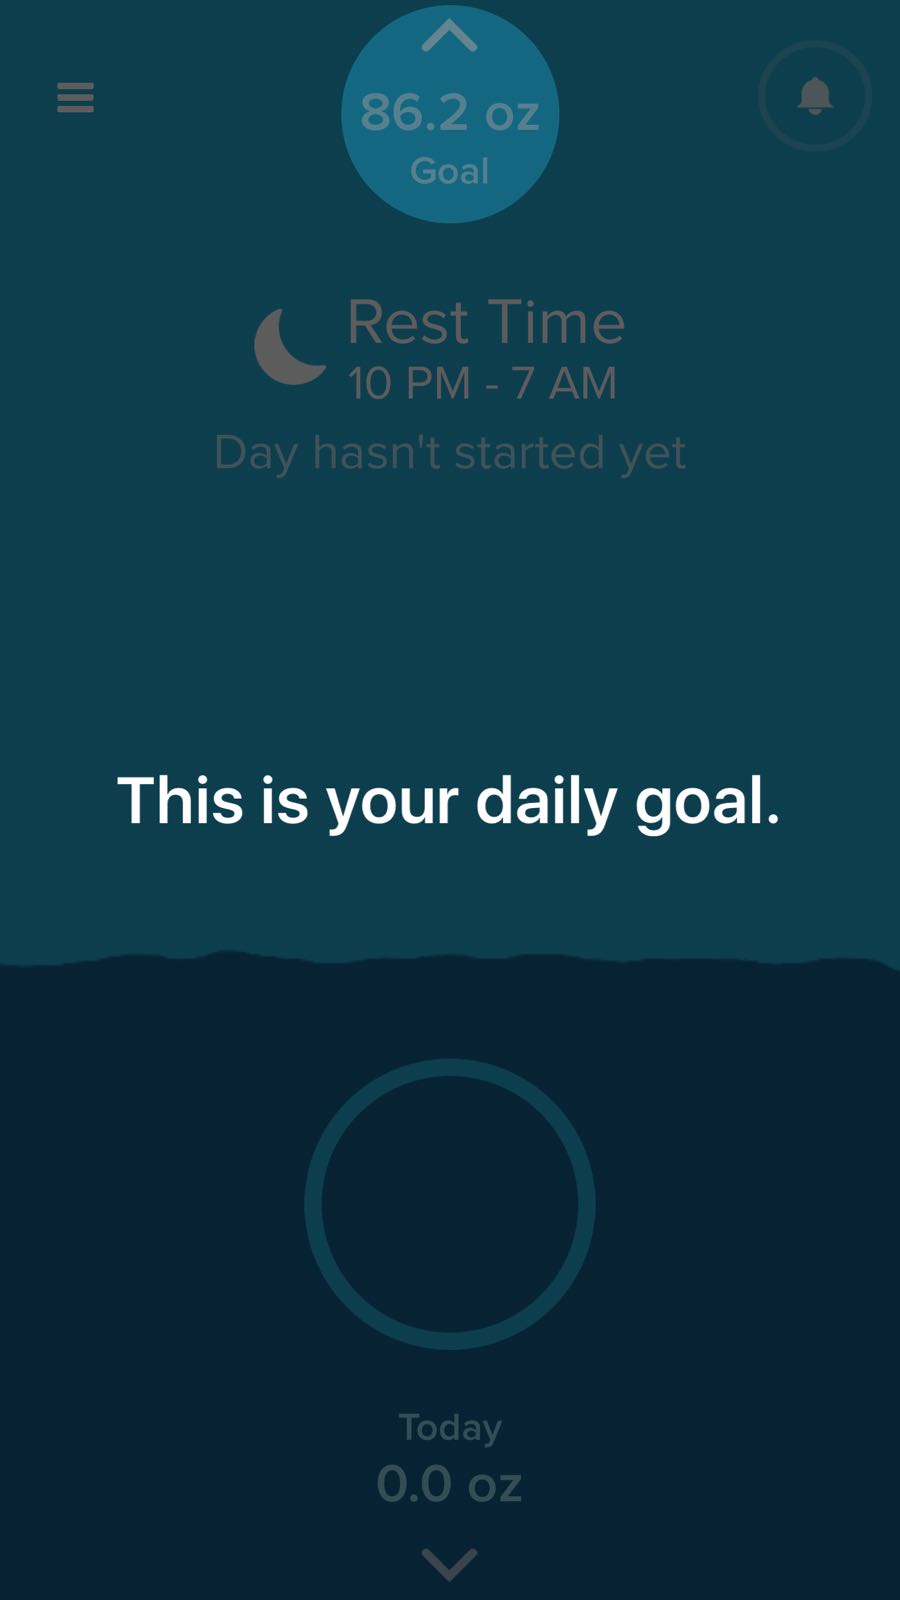 86.2 oz
Goal
Rest Time
10 PM - 7 AM
Day hasn't started yet
This is your daily goal.
Today
0.0 oz